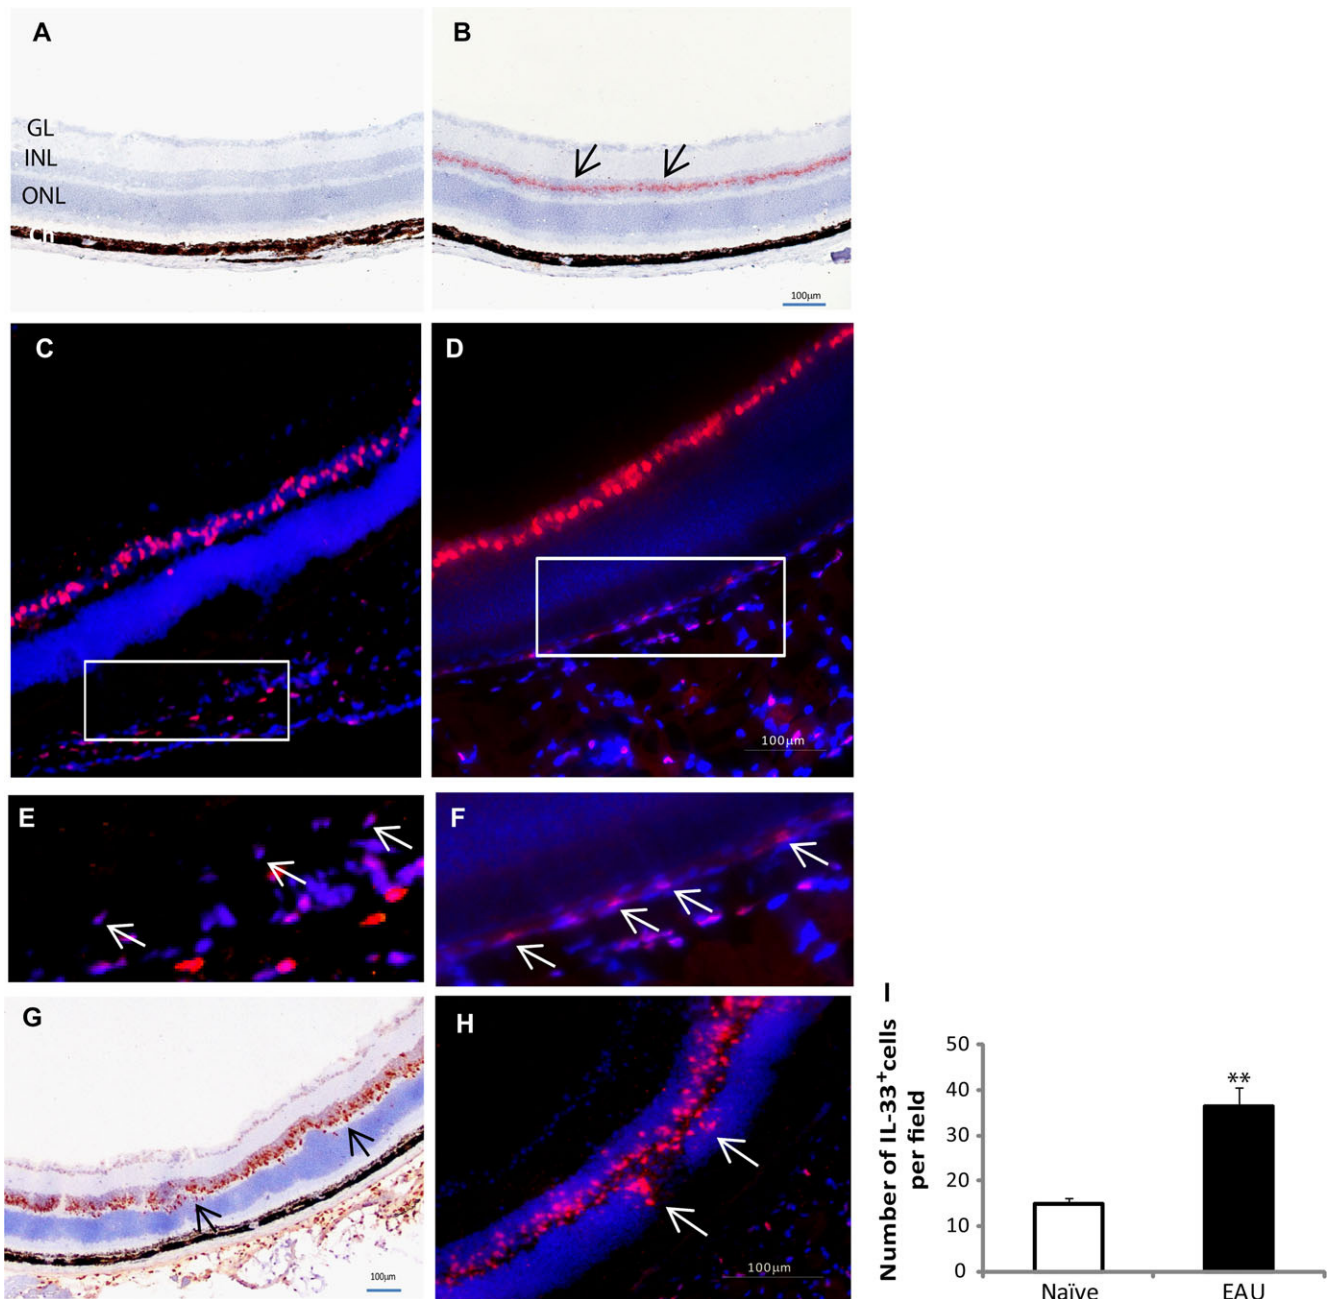 A
B
GL
INL
ONL
Ch
100µm
C
D
100µm
E
F
G
H
100µm
100µm
I
Number of IL-33⁺cells
per field
50
40
30
20
10
0
**
Naïve
EAU